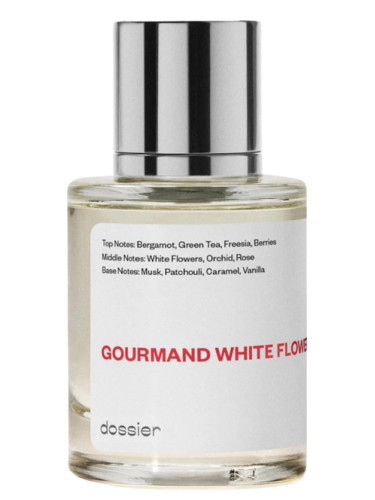 Top Notes: Bergamot, Green Tea, Freesia, Berries
Middle Notes: White Flowers, Orchid, Rose
Base Notes: Musk, Patchouli, Caramel, Vanilla
GOURMAND WHITE FLOWE
dossier